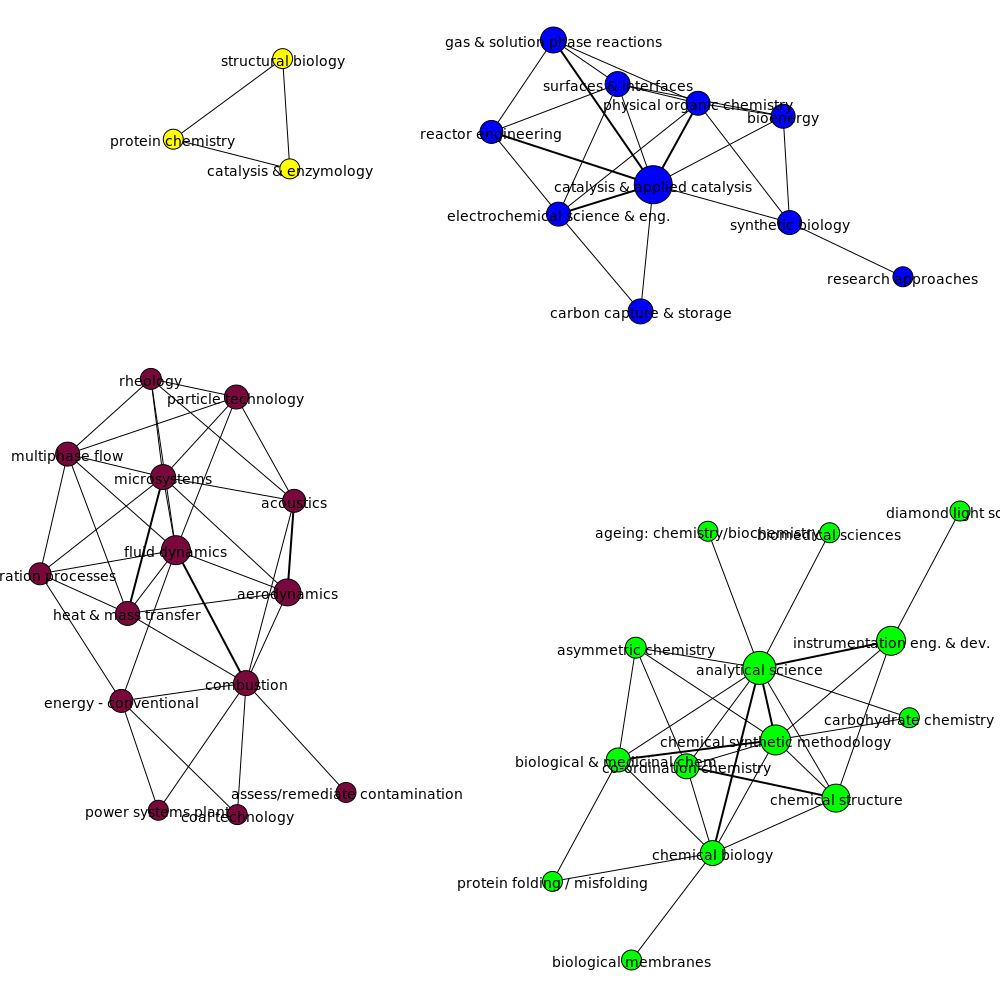 structural biology
protein chemistry
catalysis & enzymology
gas & solution phase reactions
surfaces & interfaces
physical organic chemistry
bioenergy
reactor engineering
catalysis & applied catalysis
electrochemical science & eng.
synthetic biology
research approaches
carbon capture & storage
rheology
particle technology
multiphase flow
microsystems
acoustics
fluid dynamics
ration processes
aerodynamics
heat & mass transfer
combustion
energy - conventional
assess/remediate contamination
power systems plant
coal technology
diamond light sc
ageing: chemistry/biochemistry
biomedical sciences
asymmetric chemistry
instrumentation eng. & dev.
analytical science
carbohydrate chemistry
chemical synthetic methodology
biological & medicinal chem.
co-ordination chemistry
chemical structure
chemical biology
protein folding / misfolding
biological membranes